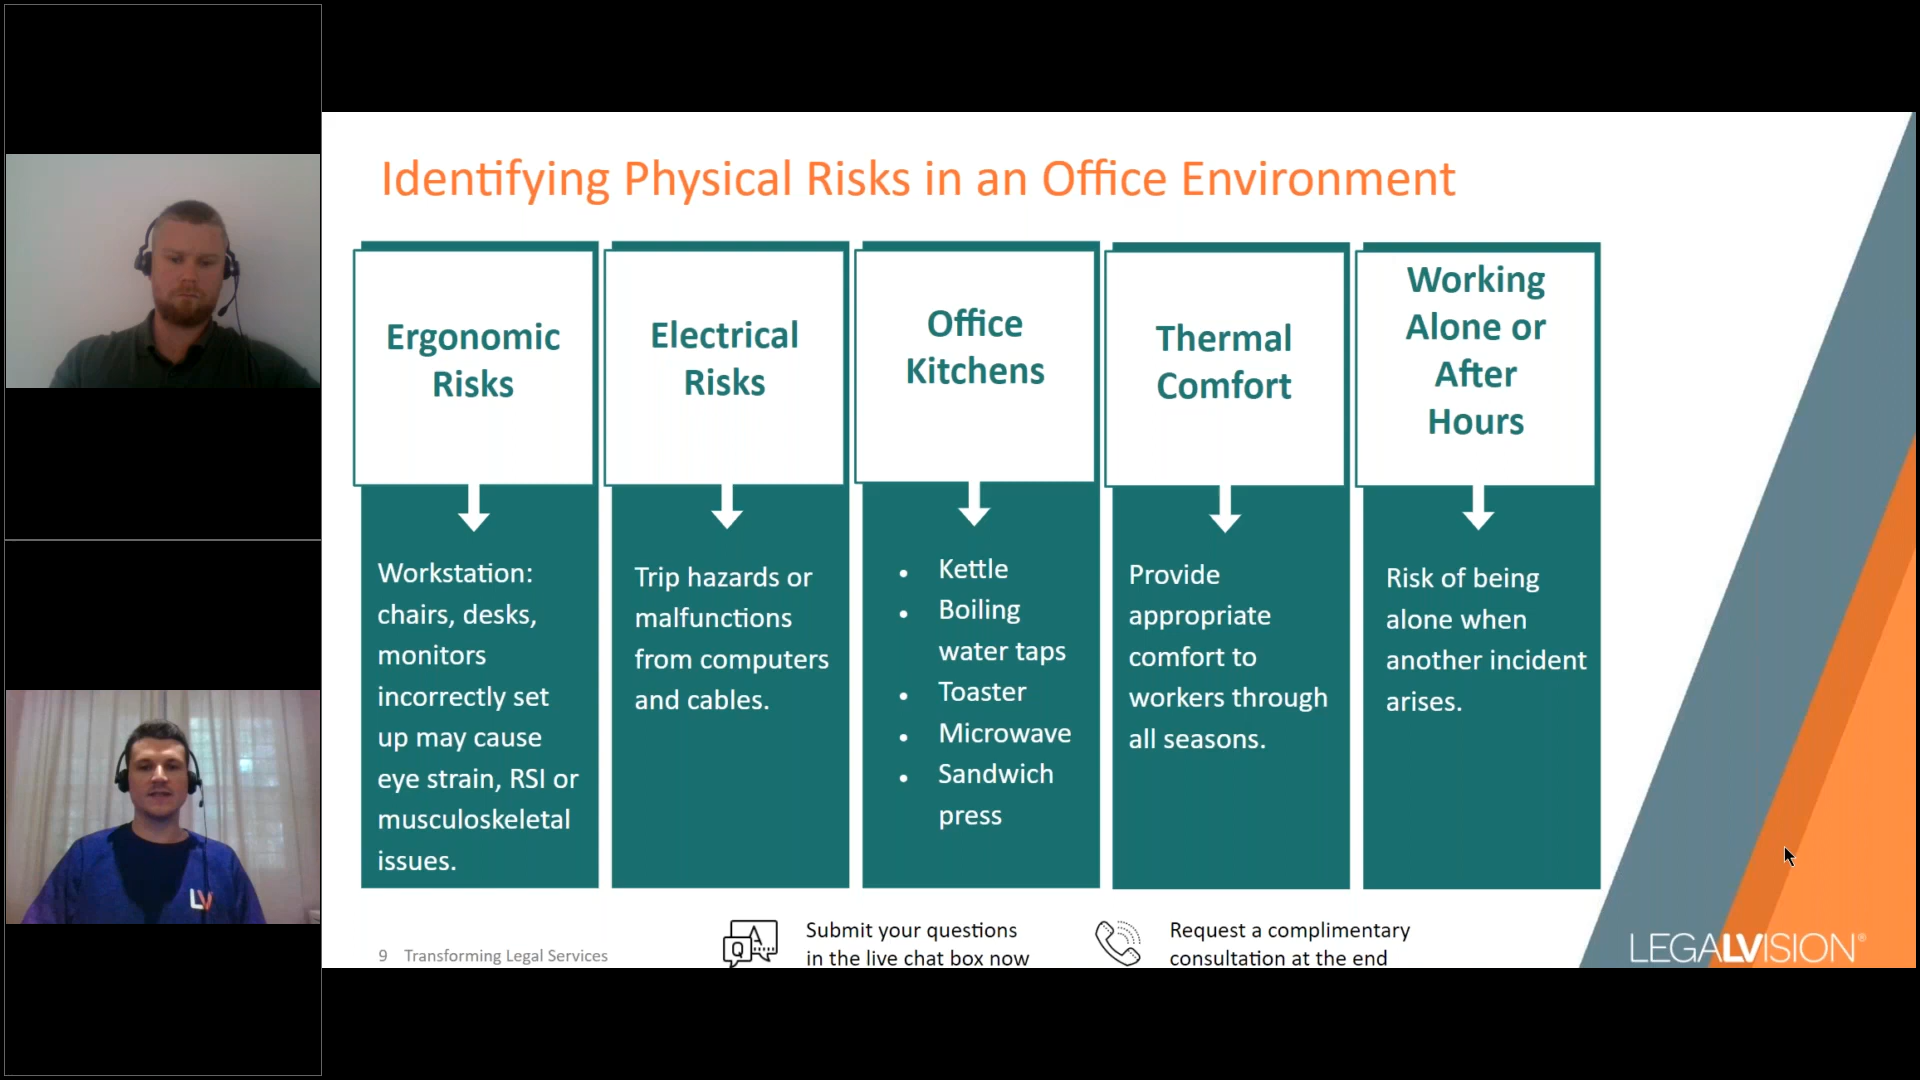 Identifying Physical Risks in an Office Environment
Ergonomic
Risks
Workstation:
chairs, desks,
monitors
incorrectly set
up may cause
eye strain, RSI or
musculoskeletal
issues.
Electrical
Risks
Trip hazards or
malfunctions
from computers
and cables.
Office
Kitchens
• Kettle
• Boiling
water taps
• Toaster
• Microwave
• Sandwich
press
Thermal
Comfort
Provide
appropriate
comfort to
workers through
all seasons.
Working
Alone or
After
Hours
Risk of being
alone when
another incident
arises.
LV
9 Transforming Legal Services
Q A
Submit your questions
in the live chat box now
Request a complimentary
consultation at the end
LEGALVISION®